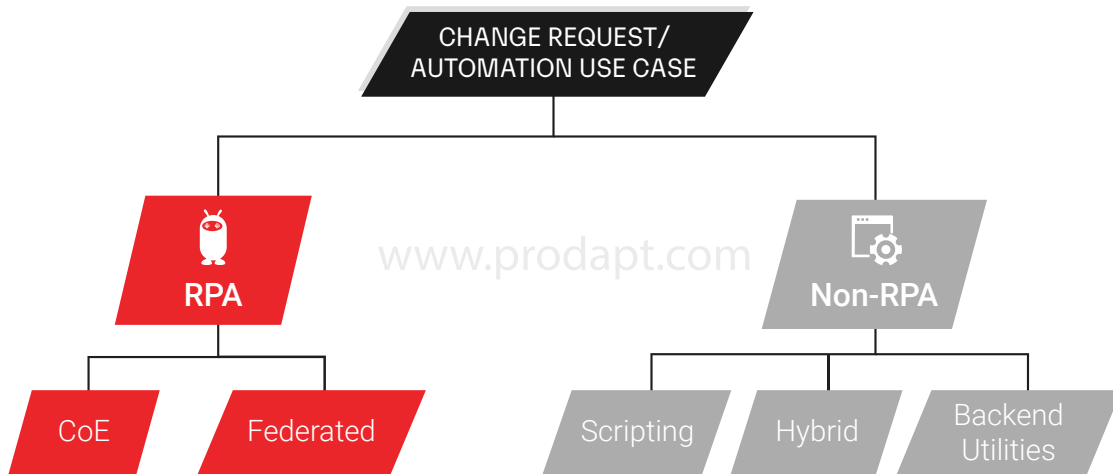 CHANGE REQUEST/
AUTOMATION USE CASE
www.prodapt.com
RPA
Non-RPA
CoE
Federated
Scripting
Hybrid
Backend
Utilities